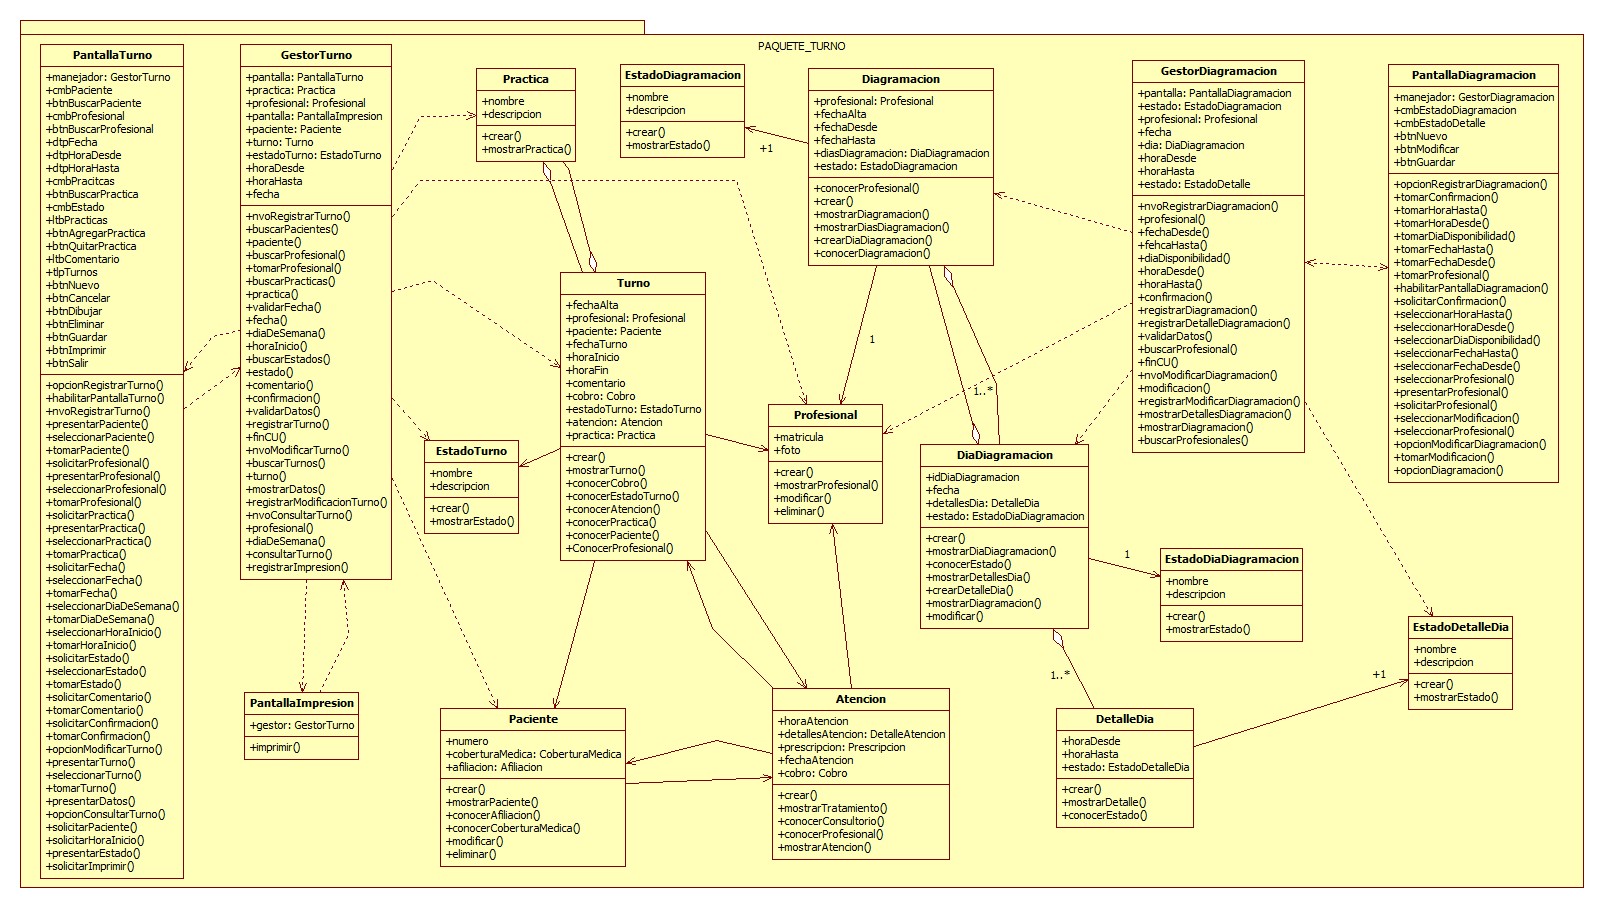 PAQUETE_TURNO
PantallaTurno
+manejador: GestorTurno
+cmbPaciente
+btnBuscarPaciente
+cmbProfesional
+btnBuscarProfesional
+dtpFecha
+dtpHoraDesde
+dtpHoraHasta
+cmbPracitcas
+btnBuscarPractica
+cmbEstado
+ltbPracticas
+btnAgregarPractica
+btnQuitarPractica
+ltbComentario
+tlpTurnos
+btnNuevo
+btnCancelar
+btnDibujar
+btnEliminar
+btnGuardar
+btnImprimir
+btnSalir
+opcionRegistrarTurno()
+habilitarPantallaTurno()
+nvoRegistrarTurno()
+presentarPaciente()
+seleccionarPaciente()
+tomarPaciente()
+solicitarProfesional()
+presentarProfesional()
+seleccionarProfesional()
+tomarProfesional()
+solicitarPractica()
+presentarPractica()
+seleccionarPractica()
+tomarPractica()
+solicitarFecha()
+seleccionarFecha()
+tomarFecha()
+seleccionarDiaDeSemana()
+tomarDiaDeSemana()
+seleccionarHoraInicio()
+tomarHoraInicio()
+solicitarEstado()
+seleccionarEstado()
+tomarEstado()
+solicitarComentario()
+tomarComentario()
+solicitarConfirmacion()
+tomarConfirmacion()
+opcionModificarTurno()
+presentarTurno()
+seleccionarTurno()
+tomarTurno()
+presentarDatos()
+opcionConsultarTurno()
+solicitarPaciente()
+solicitarHoraInicio()
+presentarEstado()
+solicitarImprimir()
GestorTurno
+pantalla: PantallaTurno
+practica: Practica
+profesional: Profesional
+pantalla: PantallaImpresion
+paciente: Paciente
+turno: Turno
+estadoTurno: EstadoTurno
+horaDesde
+horaHasta
+fecha
+nvoRegistrarTurno()
+buscarPacientes()
+paciente()
+buscarProfesional()
+tomarProfesional()
+buscarPracticas()
+practica()
+validarFecha()
+fecha()
+diaDeSemana()
+horaInicio()
+buscarEstados()
+estado()
+comentario()
+confirmacion()
+validarDatos()
+registrarTurno()
+finCU()
+nvoModificarTurno()
+buscarTurnos()
+turno()
+mostrarDatos()
+registrarModificacionTurno()
+nvoConsultarTurno()
+profesional()
+diaDeSemana()
+consultarTurno()
+registrarImpresion()
PantallaImpresion
+gestor: GestorTurno
+imprimir()
Practica
+nombre
+descripcion
+crear()
+mostrarPractica()
EstadoDiagramacion
+nombre
+descripcion
+crear()
+mostrarEstado()
+1
Diagramacion
+profesional: Profesional
+fechaAlta
+fechaDesde
+fechaHasta
+diasDiagramacion: DiaDiagramacion
+estado: EstadoDiagramacion
+conocerProfesional()
+crear()
+mostrarDiagramacion()
+mostrarDiasDiagramacion()
+crearDiaDiagramacion()
+conocerDiagramacion()
1
1..*
Turno
+fechaAlta
+profesional: Profesional
+paciente: Paciente
+fechaTurno
+horaInicio
+horaFin
+comentario
+cobro: Cobro
+estadoTurno: EstadoTurno
+atencion: Atencion
+practica: Practica
+crear()
+mostrarTurno()
+conocerCobro()
+conocerEstadoTurno()
+conocerAtencion()
+conocerPractica()
+conocerPaciente()
+ConocerProfesional()
EstadoTurno
+nombre
+descripcion
+crear()
+mostrarEstado()
Profesional
+matricula
+foto
+crear()
+mostrarProfesional()
+modificar()
+eliminar()
Paciente
+numero
+coberturaMedica: CoberturaMedica
+afiliacion: Afiliacion
+crear()
+mostrarPaciente()
+conocerAfiliacion()
+conocerCoberturaMedica()
+modificar()
+eliminar()
Atencion
+horaAtencion
+detallesAtencion: DetalleAtencion
+prescripcion: Prescripcion
+fechaAtencion
+cobro: Cobro
+crear()
+mostrarTratamiento()
+conocerConsultorio()
+conocerProfesional()
+mostrarAtencion()
DiaDiagramacion
+idDiaDiagramacion
+fecha
+detallesDia: DetalleDia
+estado: EstadoDiaDiagramacion
+crear()
+mostrarDiaDiagramacion()
+conocerEstado()
+mostrarDetallesDia()
+crearDetalleDia()
+mostrarDiagramacion()
+modificar()
1
1..*
EstadoDiaDiagramacion
+nombre
+descripcion
+crear()
+mostrarEstado()
DetalleDia
+horaDesde
+horaHasta
+estado: EstadoDetalleDia
+crear()
+mostrarDetalle()
+conocerEstado()
+1
EstadoDetalleDia
+nombre
+descripcion
+crear()
+mostrarEstado()
GestorDiagramacion
+pantalla: PantallaDiagramacion
+estado: EstadoDiagramacion
+profesional: Profesional
+fecha
+dia: DiaDiagramacion
+horaDesde
+horaHasta
+estado: EstadoDetalle
+nvoRegistrarDiagramacion()
+profesional()
+fechaDesde()
+fehcaHasta()
+diaDisponibilidad()
+horaDesde()
+horaHasta()
+confirmacion()
+registrarDiagramacion()
+registrarDetalleDiagramacion()
+validarDatos()
+buscarProfesional()
+finCU()
+nvoModificarDiagramacion()
+modificacion()
+registrarModificarDiagramacion()
+mostrarDetallesDiagramacion()
+mostrarDiagramacion()
+buscarProfesionales()
PantallaDiagramacion
+manejador: GestorDiagramacion
+cmbEstadoDiagramacion
+cmbEstadoDetalle
+btnNuevo
+btnModificar
+btnGuardar
+opcionRegistrarDiagramacion()
+tomarConfirmacion()
+tomarHoraHasta()
+tomarHoraDesde()
+tomarDiaDisponibilidad()
+tomarFechaHasta()
+tomarFechaDesde()
+tomarProfesional()
+habilitarPantallaDiagramacion()
+solicitarConfirmacion()
+seleccionarHoraHasta()
+seleccionarHoraDesde()
+seleccionarDiaDisponibilidad()
+seleccionarFechaHasta()
+seleccionarFechaDesde()
+seleccionarProfesional()
+presentarProfesional()
+solicitarProfesional()
+seleccionarModificacion()
+seleccionarProfesional()
+opcionModificarDiagramacion()
+tomarModificacion()
+opcionDiagramacion()